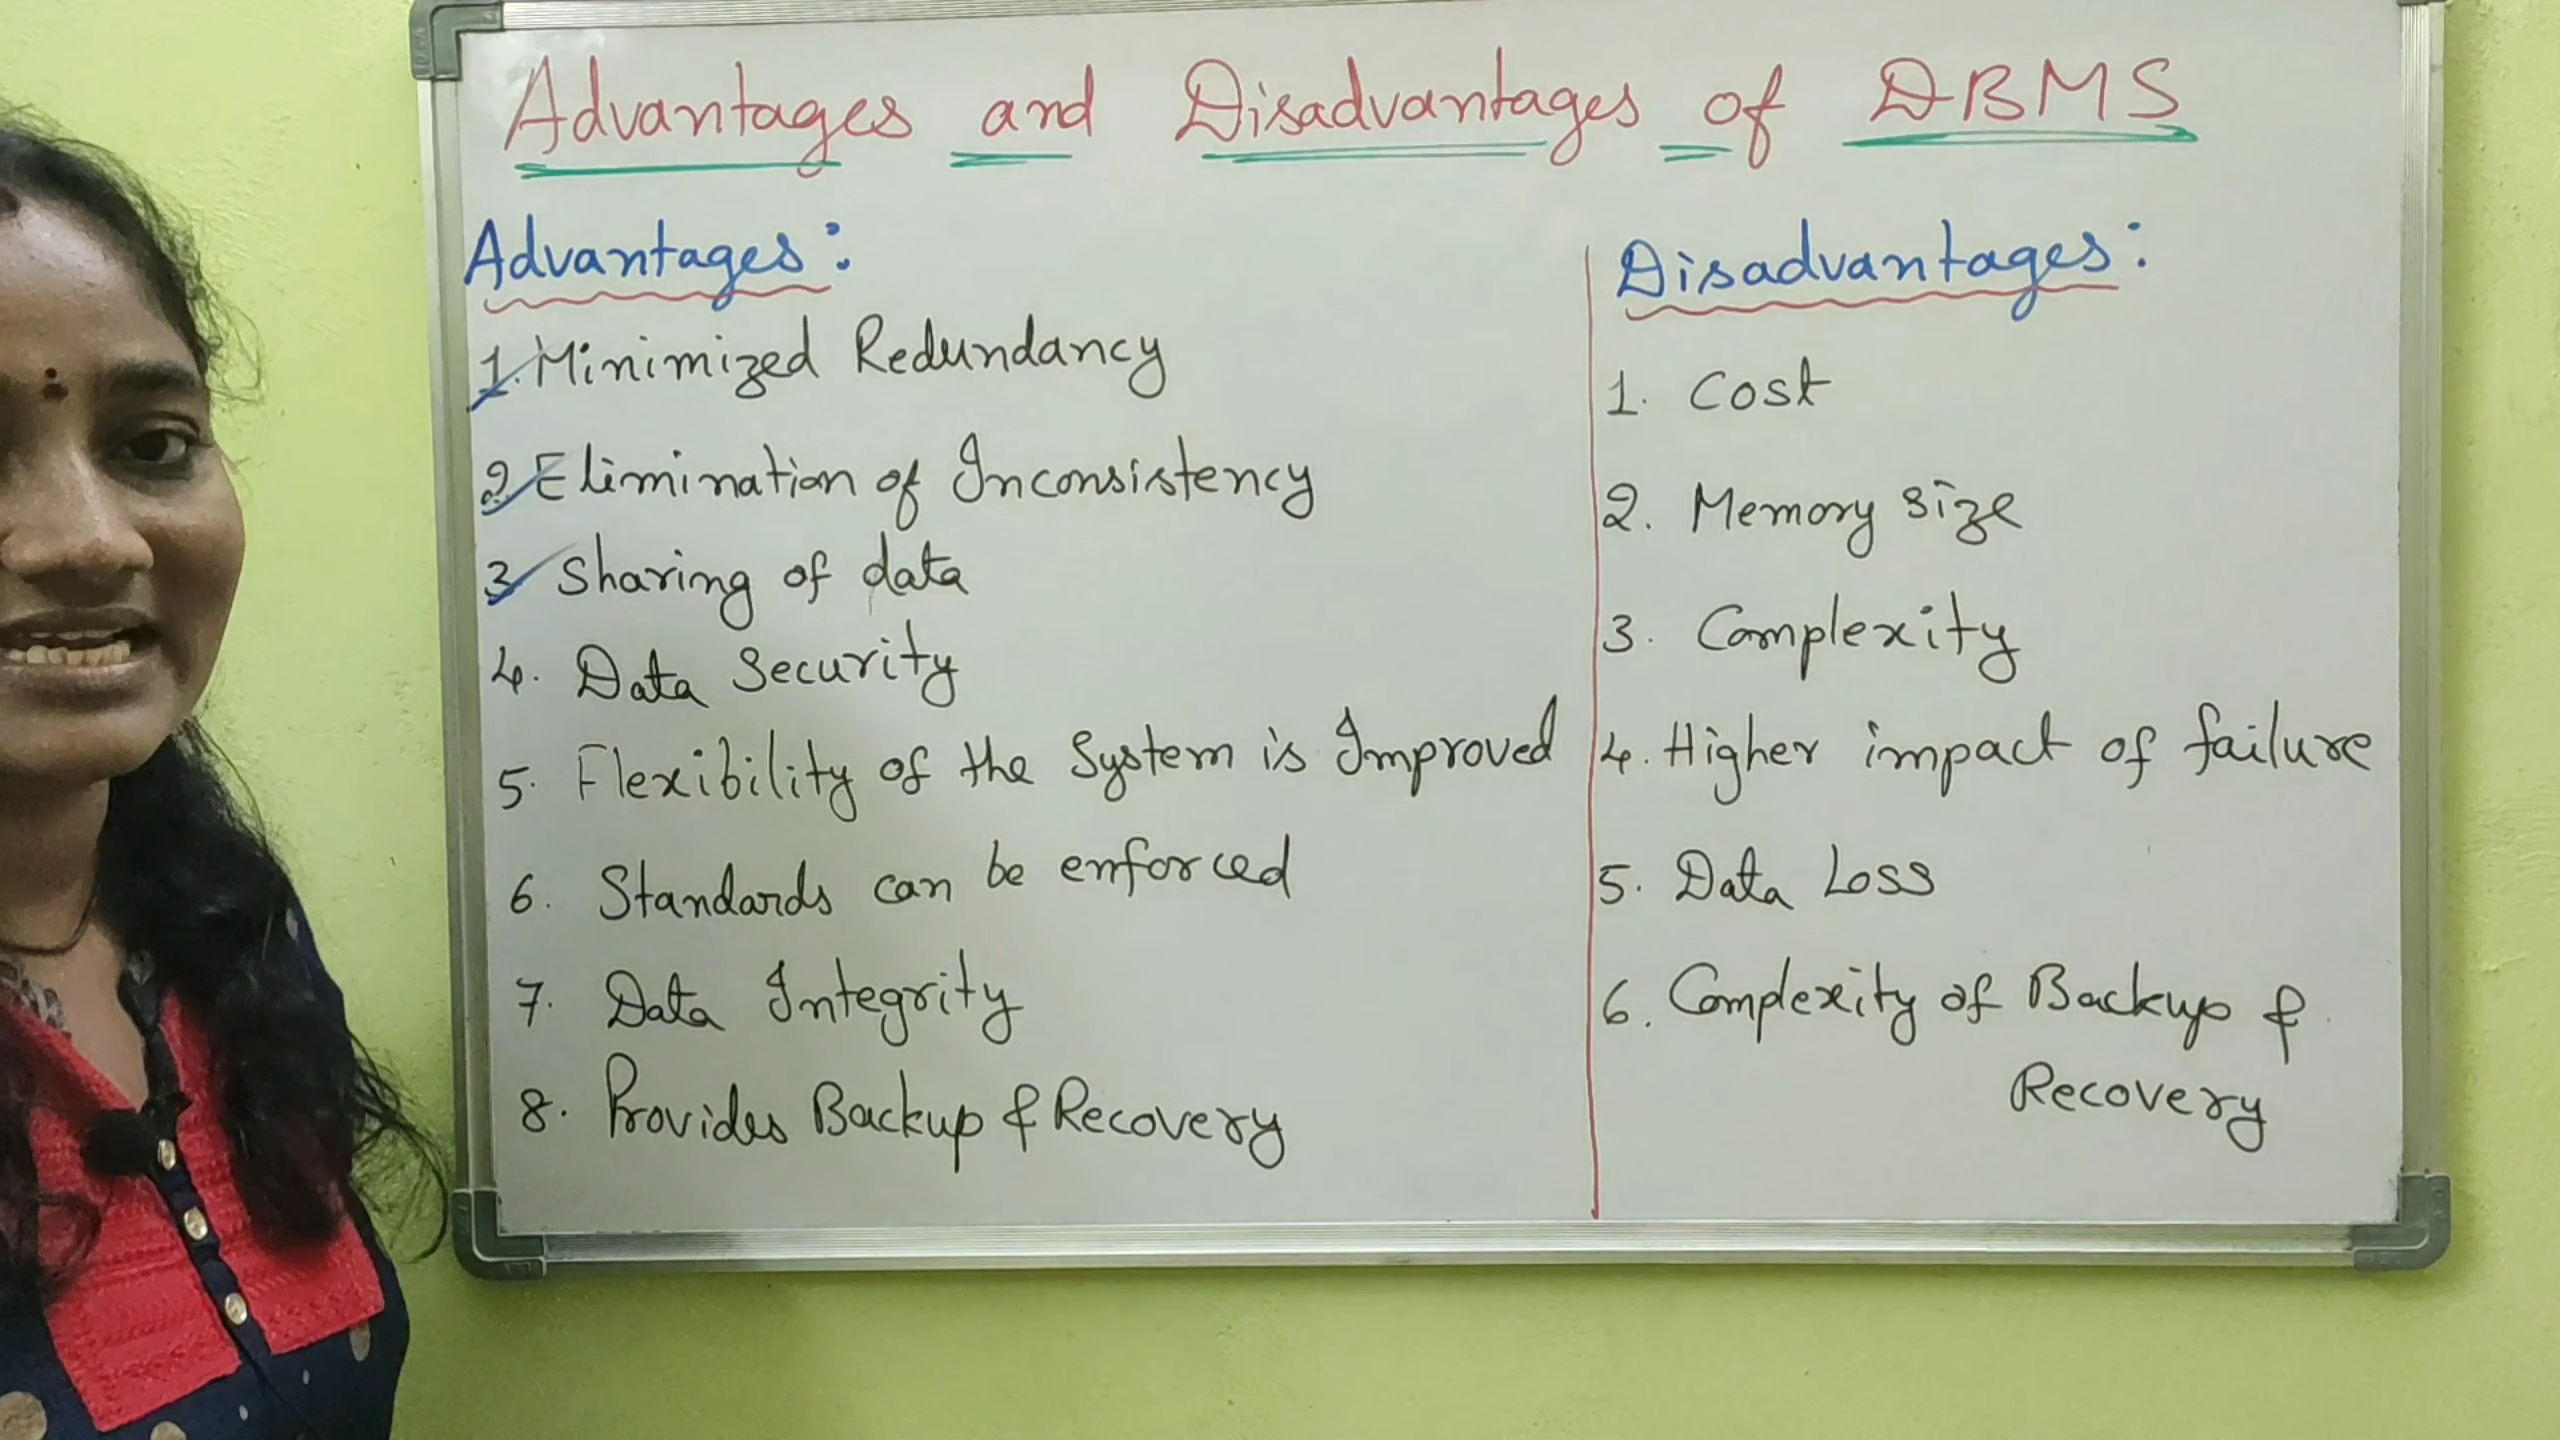 Advantages and Disadvantages of DBMS
Advantages:
1. Minimized Redundancy
2 Elimination of Inconsistency
3 Sharing of data
4. Data Security
5. Flexibility of the System is Improved
6. Standards can be enforced
7. Data Integrity
8. Provides Backup & Recovery
Disadvantages:
1. Cost
2. Memory Size
3. Complexity
4. Higher impact of failure
5. Data Loss
6. Complexity of Backup &
Recovery